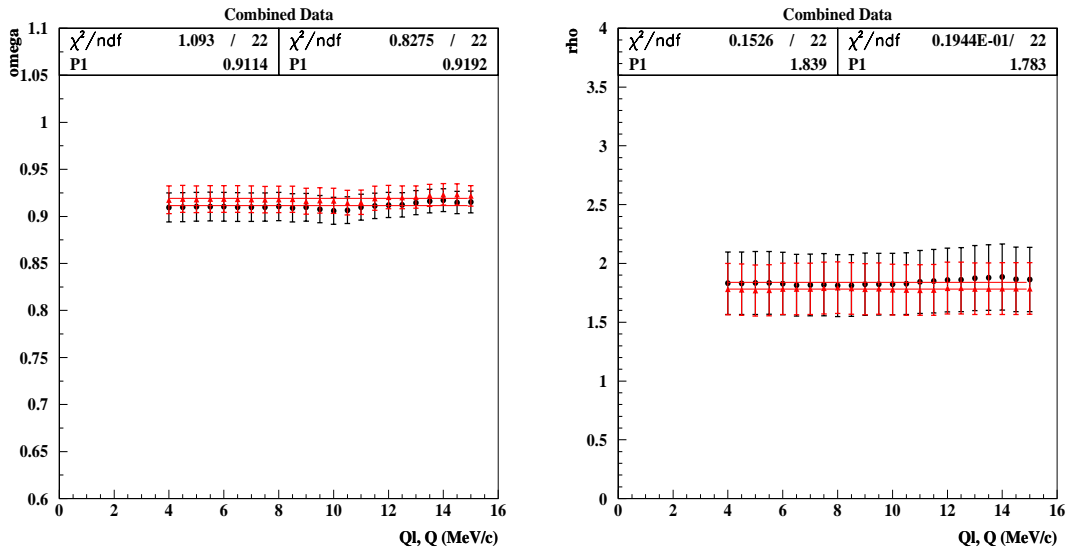 Combined Data
χ²/ndf 1.093 / 22 χ²/ndf 0.8275 / 22
P1 0.9114 P1 0.9192
omega
1.1
1.05
1
0.95
0.9
0.85
0.8
0.75
0.7
0.65
0.6
0 2 4 6 8 10 12 14 16
Ql, Q (MeV/c)
Combined Data
χ²/ndf 0.1526 / 22 χ²/ndf 0.1944E-01/ 22
P1 1.839 P1 1.783
rho
4
3.5
3
2.5
2
1.5
1
0.5
0
0 2 4 6 8 10 12 14 16
Ql, Q (MeV/c)